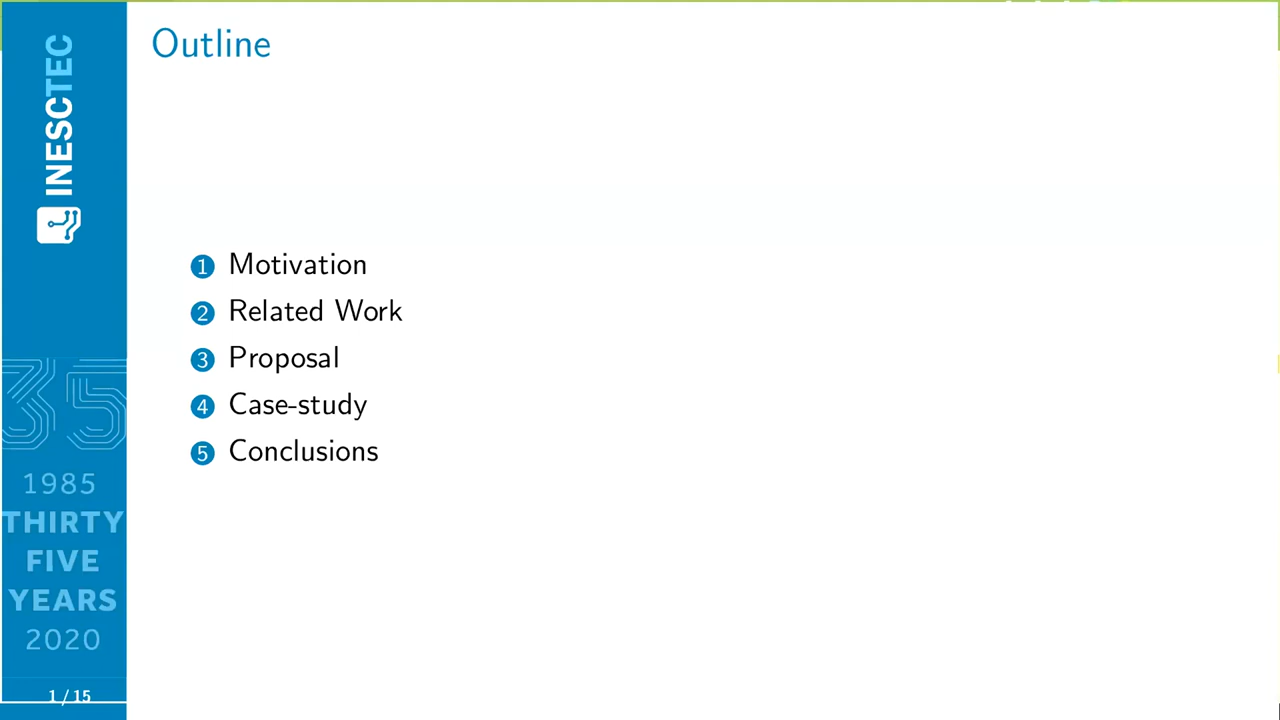 INESCTEC
Outline
1 Motivation
2 Related Work
3 Proposal
4 Case-study
5 Conclusions
35
1985
THIRTY
FIVE
YEARS
2020
1 / 15